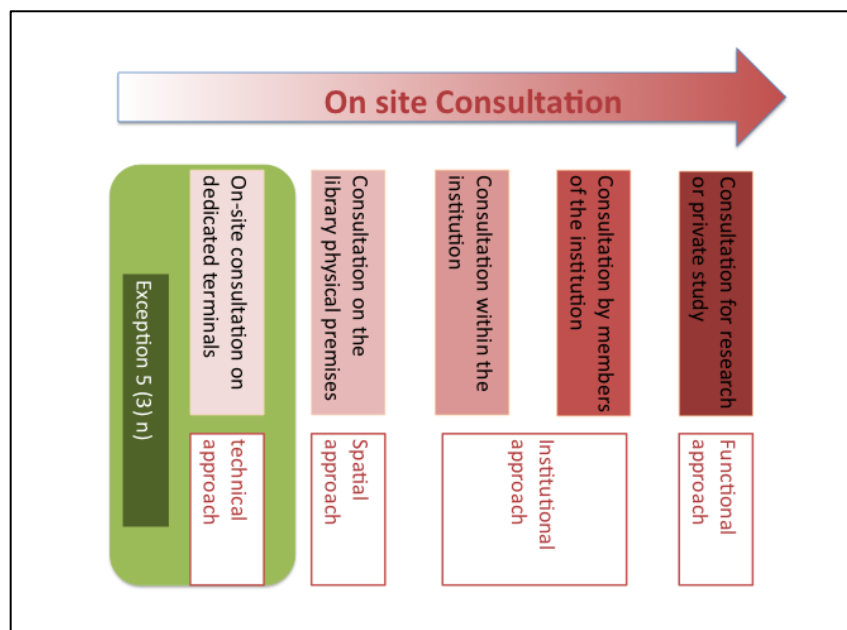 On site Consultation
Exception 5 (3) n)
On-site consultation on
dedicated terminals
technical
approach
Consultation on the
library physical premises
Spatial
approach
Consultation within the
institution
Consultation by members
of the institution
Institutional
approach
Consultation for research
or private study
Functional
approach